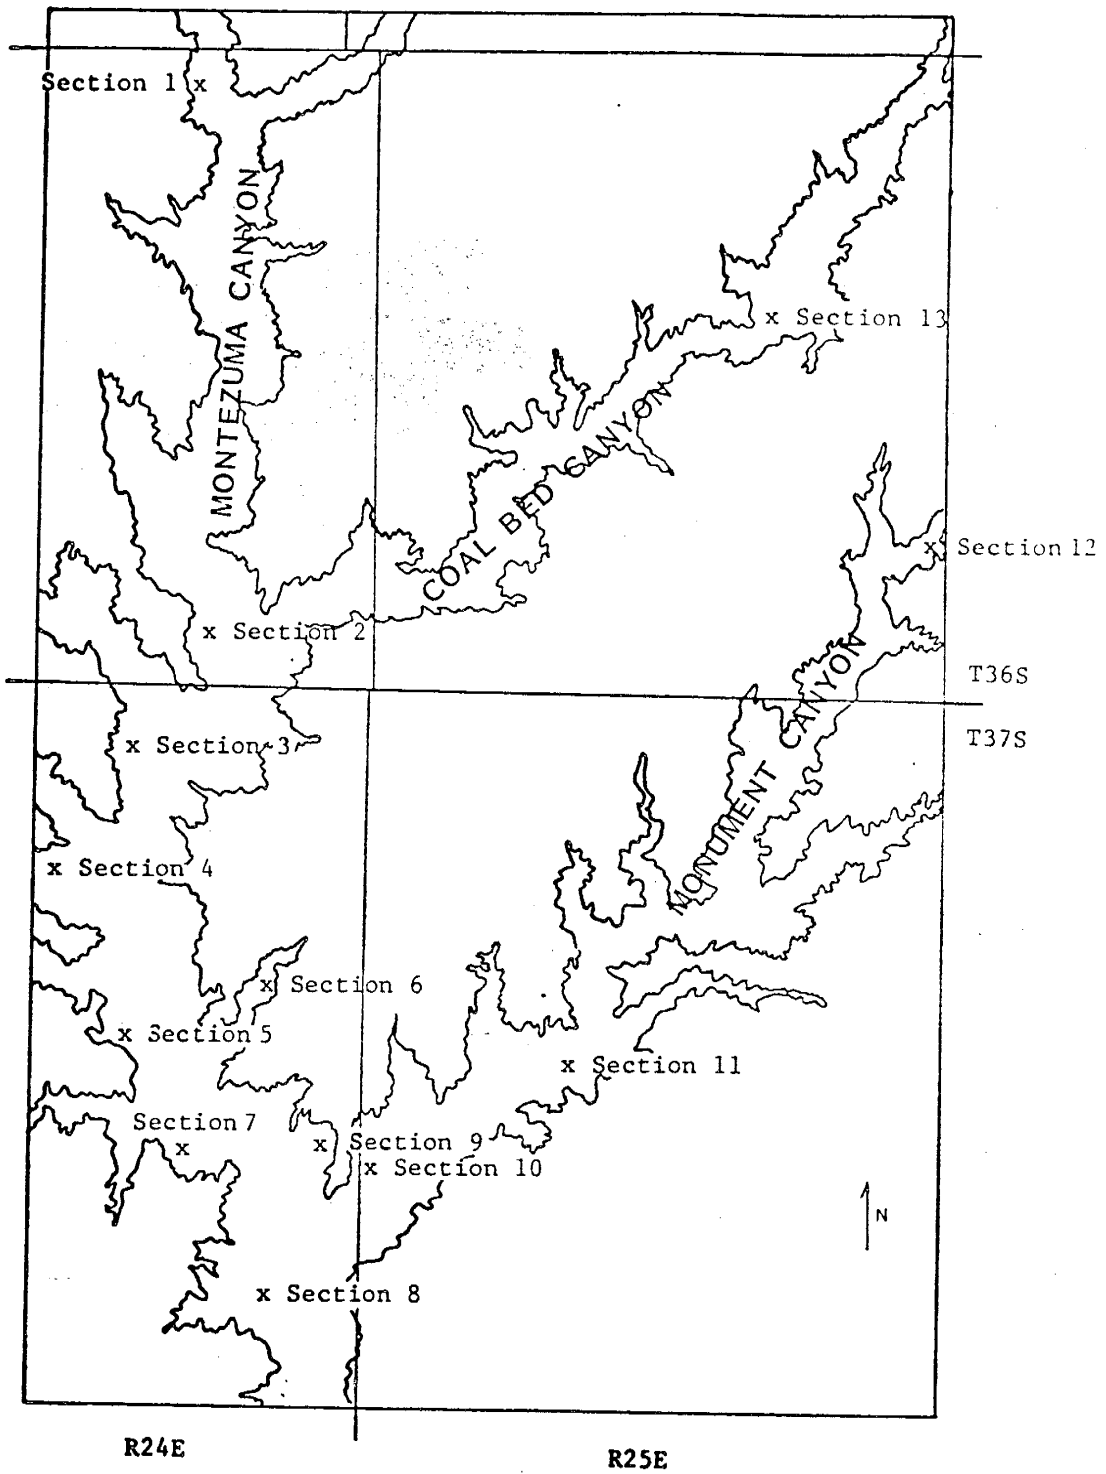 Section 1 x
MONTEZUMA CANYON
x Section 13
COAL BED CANYON
x Section 12
x Section 2
MONUMENT CANYON
T36S
T37S
x Section 3
x Section 4
x Section 6
x Section 5
x Section 11
Section 7
x
x Section 9
x Section 10
N
x Section 8
R24E
R25E